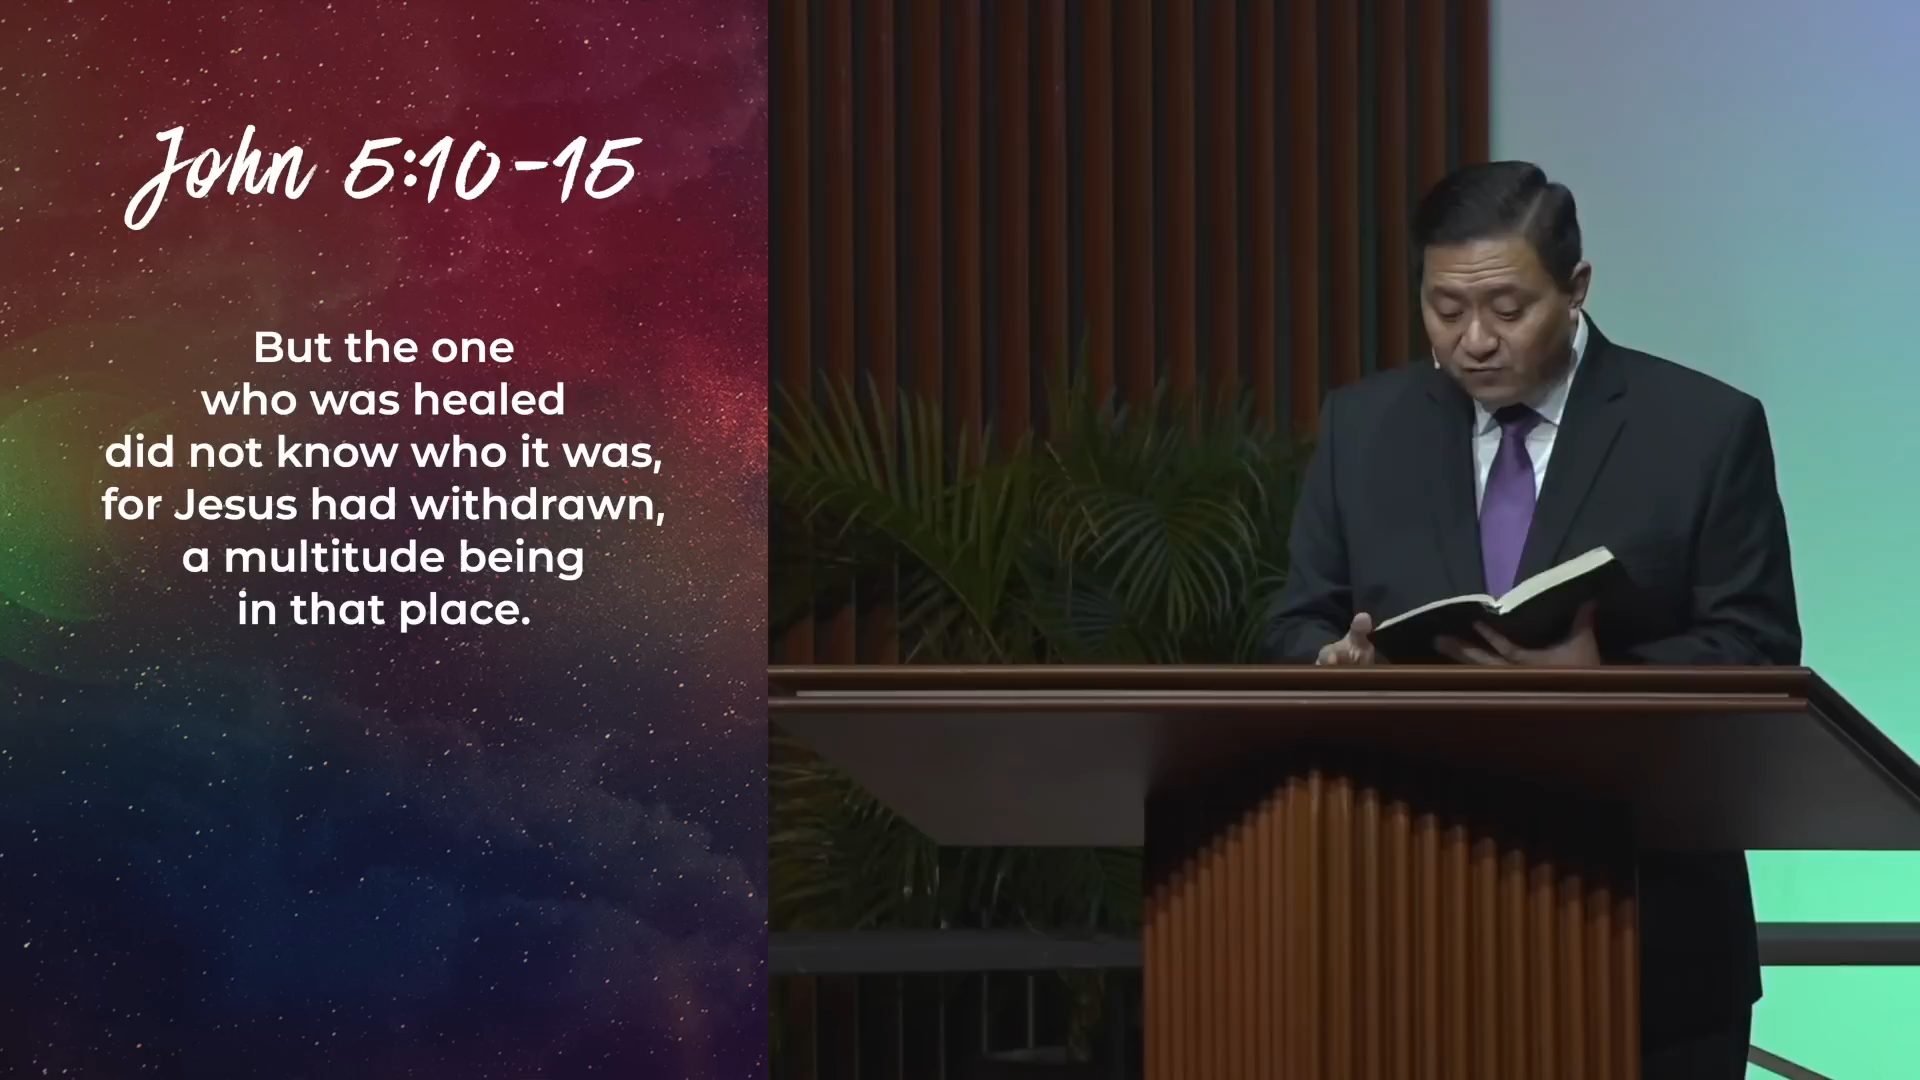 John 5:10-15
But the one
who was healed
did not know who it was,
for Jesus had withdrawn,
a multitude being
in that place.